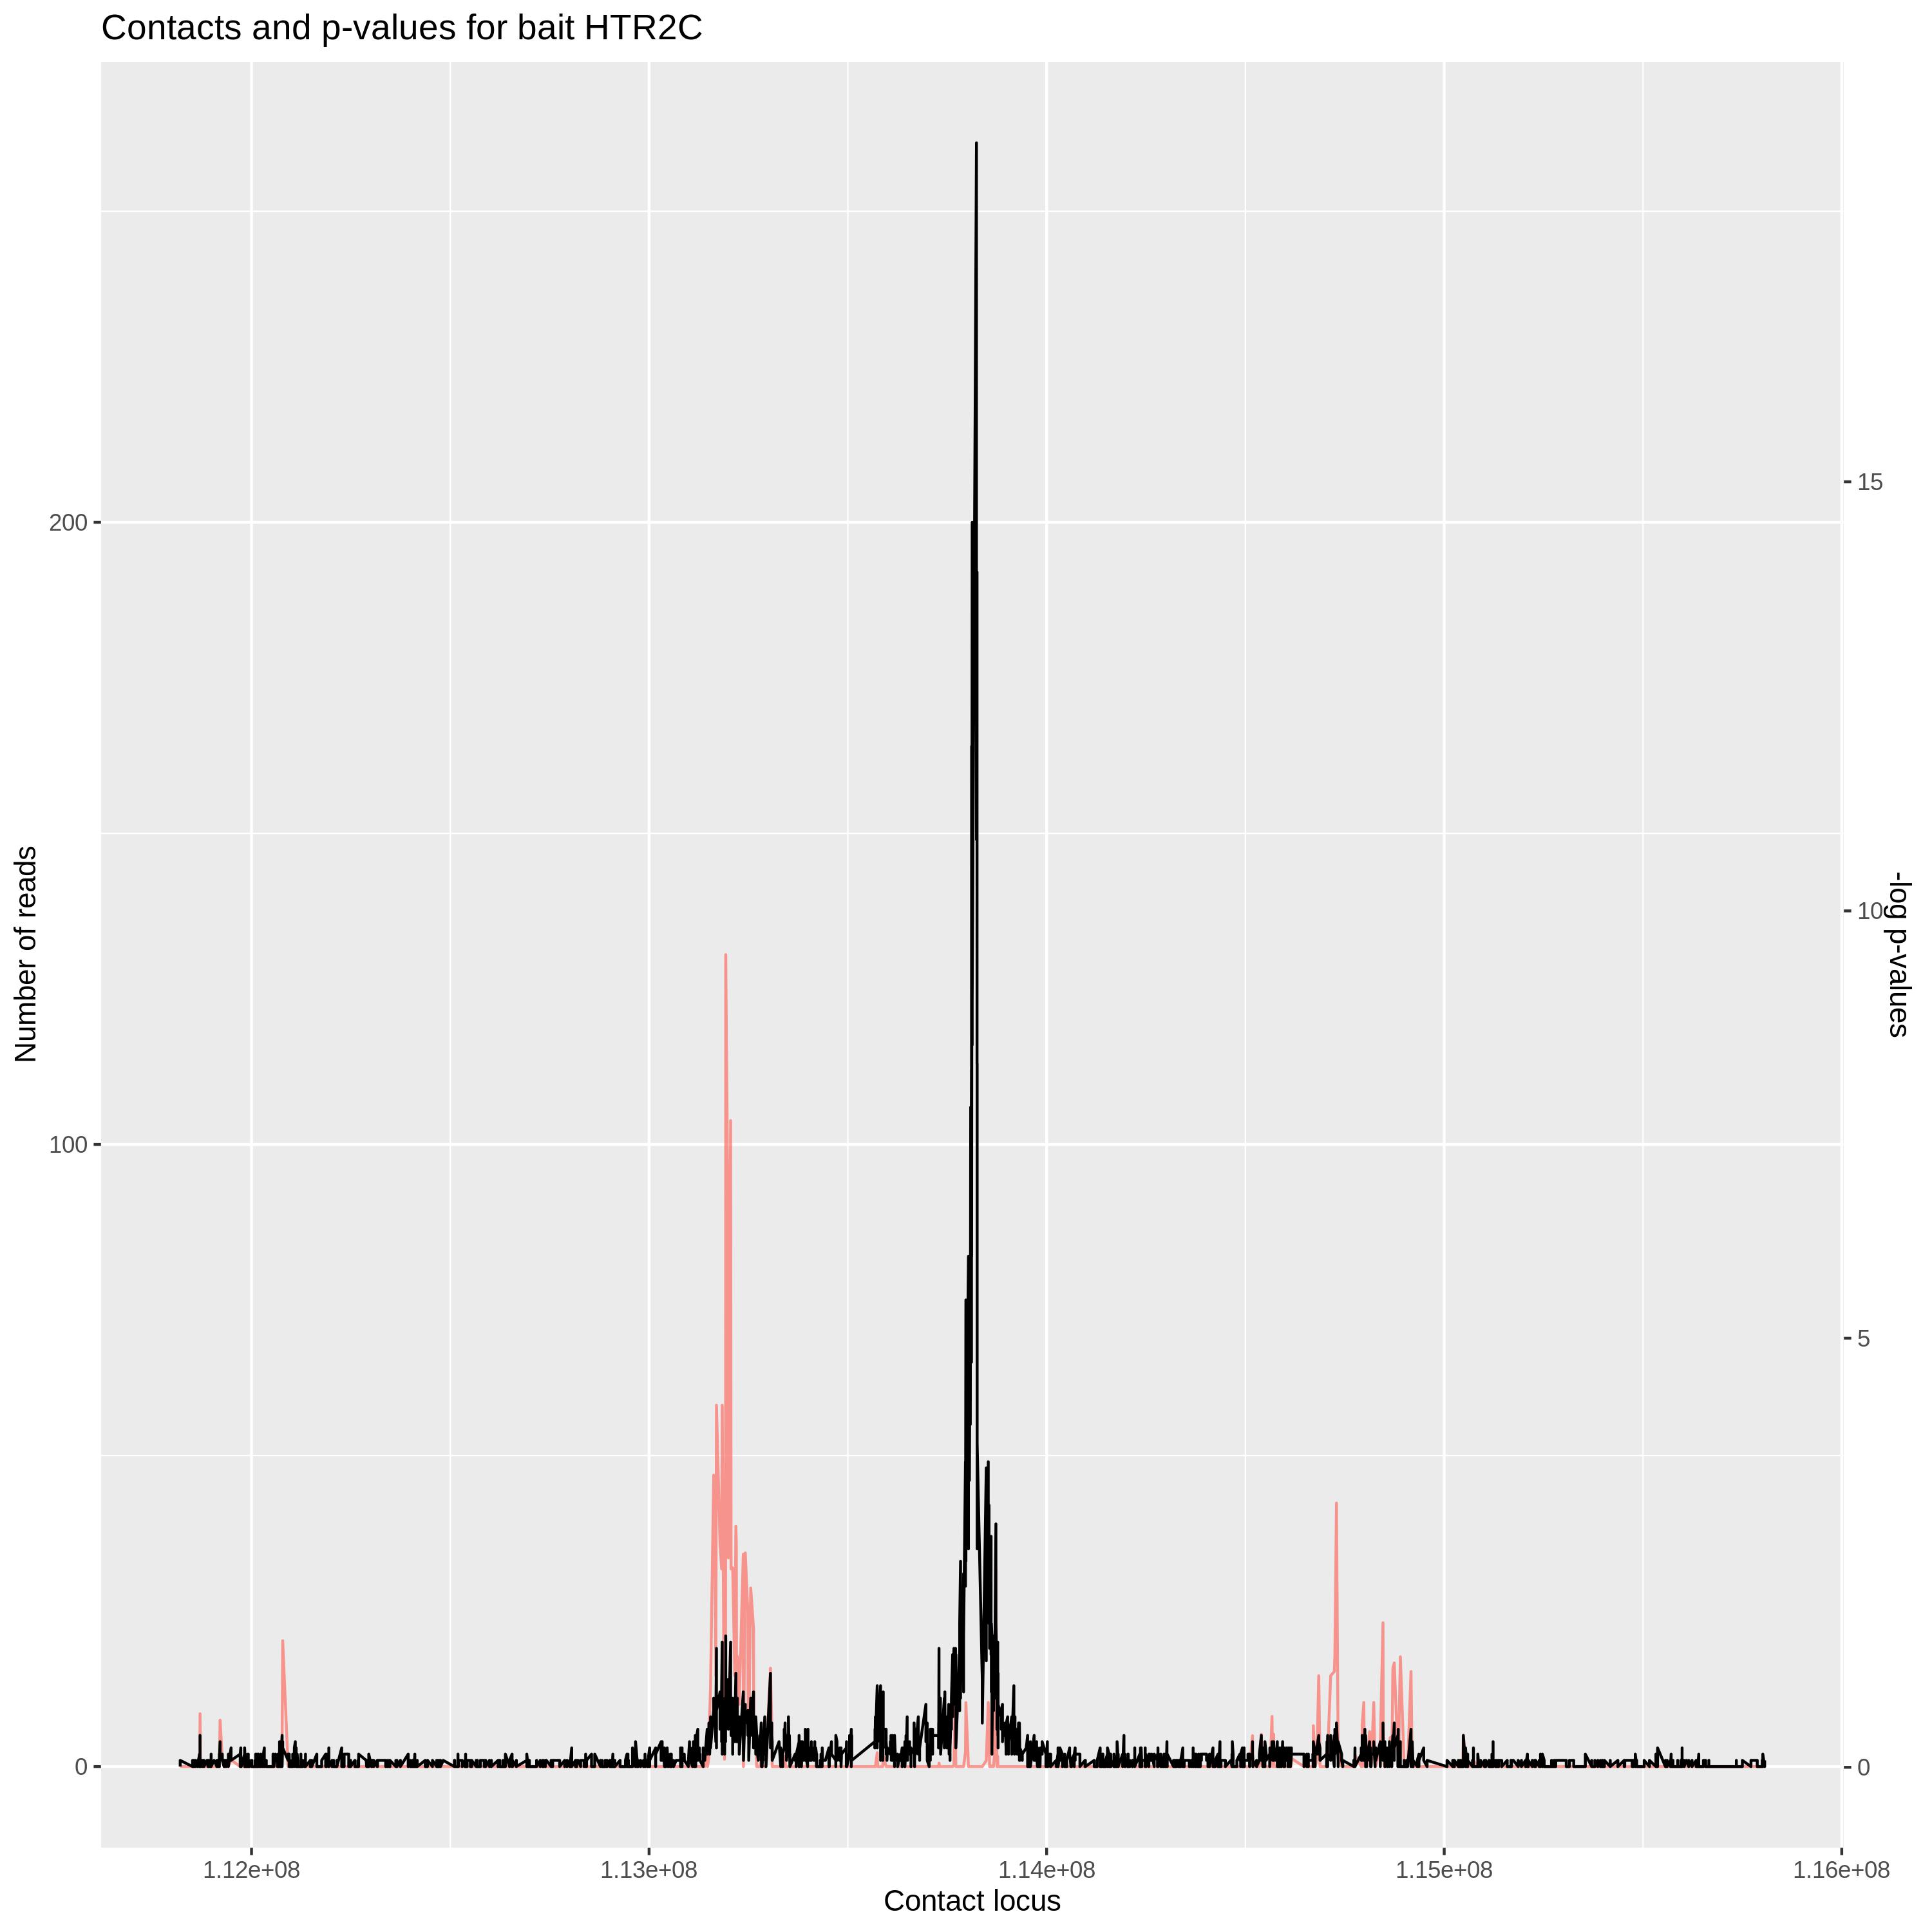 Contacts and p-values for bait HTR2C
Number of reads
200
100
0
15
10
5
0
-log p-values
1.12e+08
1.13e+08
1.14e+08
1.15e+08
1.16e+08
Contact locus